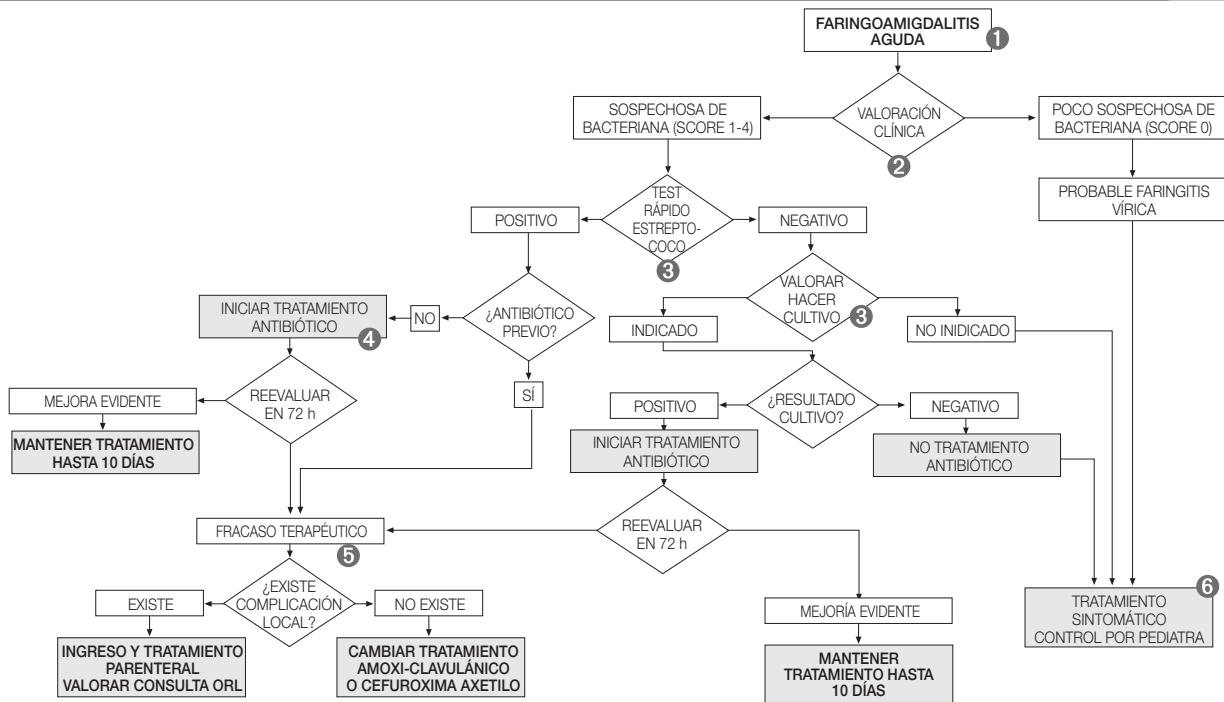 FARINGOAMIGDALITIS
AGUDA
1
SOSPECHOSA DE
BACTERIANA (SCORE 1-4)
VALORACIÓN
CLÍNICA
2
POCO SOSPECHOSA DE
BACTERIANA (SCORE 0)
PROBABLE FARINGITIS
VÍRICA
TEST
RÁPIDO
ESTREPTO-
COCO
3
POSITIVO
NEGATIVO
VALORAR
HACER
CULTIVO
3
INICIAR TRATAMIENTO
ANTIBIÓTICO
4
NO
¿ANTIBIÓTICO
PREVIO?
SÍ
INDICADO
NO INIDICADO
REEVALUAR
EN 72 h
MEJORA EVIDENTE
MANTENER TRATAMIENTO
HASTA 10 DÍAS
POSITIVO
¿RESULTADO
CULTIVO?
NEGATIVO
INICIAR TRATAMIENTO
ANTIBIÓTICO
NO TRATAMIENTO
ANTIBIÓTICO
FRACASO TERAPÉUTICO
5
REEVALUAR
EN 72 h
EXISTE
¿EXISTE
COMPLICACIÓN
LOCAL?
NO EXISTE
INGRESO Y TRATAMIENTO
PARENTERAL
VALORAR CONSULTA ORL
CAMBIAR TRATAMIENTO
AMOXI-CLAVULÁNICO
O CEFUROXIMA AXETILO
MEJORÍA EVIDENTE
MANTENER
TRATAMIENTO HASTA
10 DÍAS
6
TRATAMIENTO
SINTOMÁTICO
CONTROL POR PEDIATRA